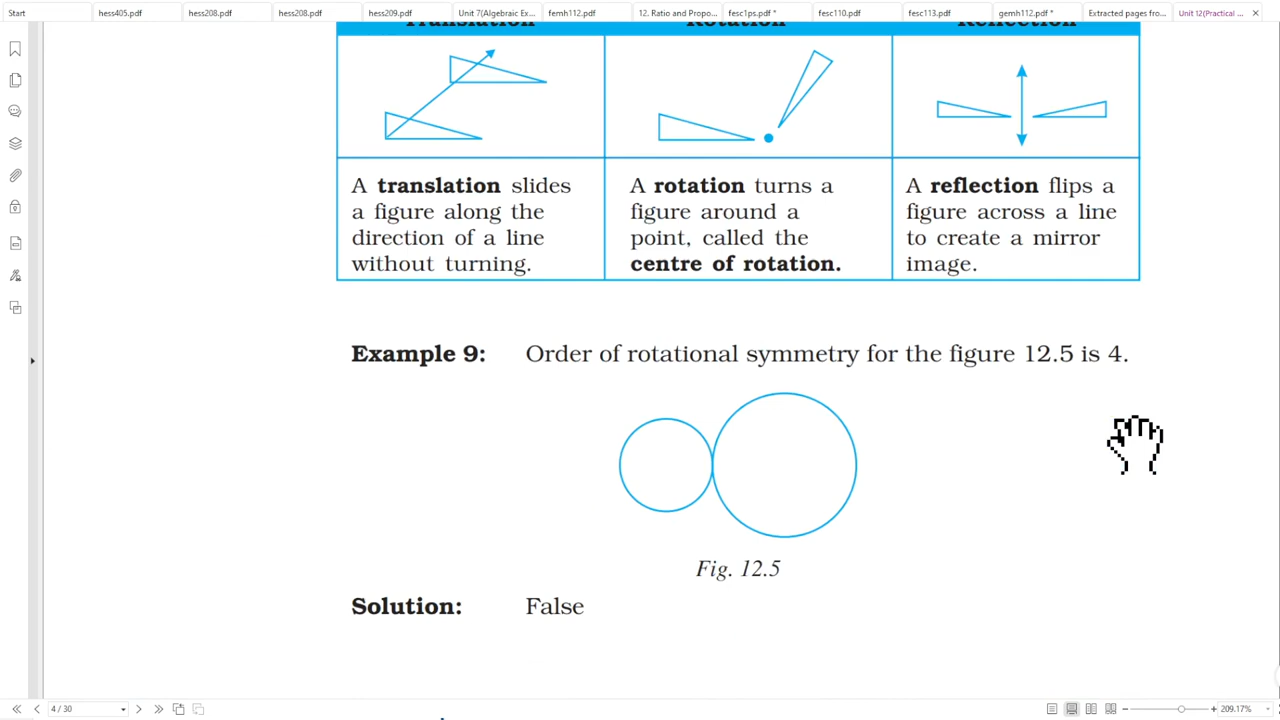 Start hess405.pdf hess208.pdf hess208.pdf hess209.pdf Unit 7(Algebraic Ex... femh112.pdf 12. Ratio and Propo... fesc1ps.pdf * fesc110.pdf fesc113.pdf gemh112.pdf * Extracted pages fro... Unit 12(Practical ...
Translation Rotation Reflection
A translation slides
a figure along the
direction of a line
without turning.
A rotation turns a
figure around a
point, called the
centre of rotation.
A reflection flips a
figure across a line
to create a mirror
image.
Example 9: Order of rotational symmetry for the figure 12.5 is 4.
Fig. 12.5
Solution: False
4 / 30 209.17%